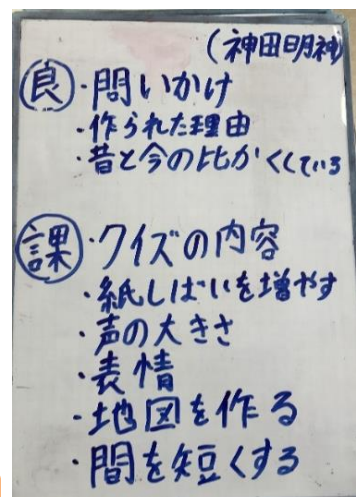 (神田明神)
良・問いかけ
・作られた理由
・昔と今の比かくしている
課・クイズの内容
・紙しばいを増やす
・声の大きさ
・表情
・地図を作る
・間を短くする